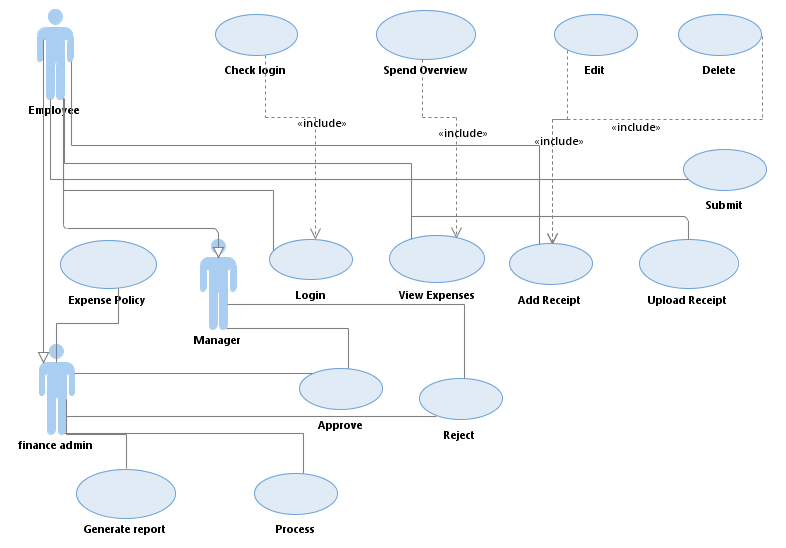 Check login
Spend Overview
Edit
Delete
Employee
«include»
«include»
«include»
«include»
Submit
Expense Policy
Login
View Expenses
Add Receipt
Upload Receipt
Manager
Approve
Reject
finance admin
Generate report
Process